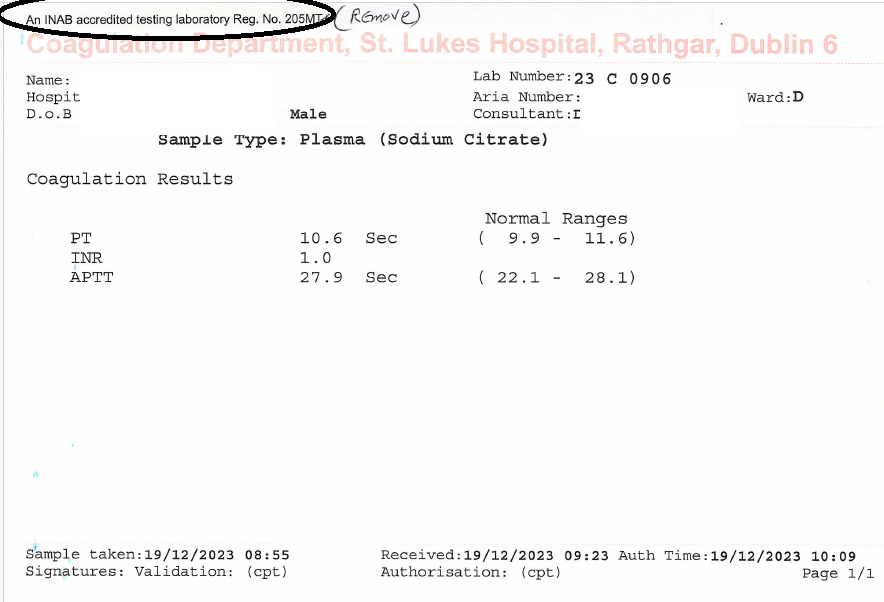 An INAB accredited testing laboratory Reg. No. 205MT (Remove)
Coagulation Department, St. Lukes Hospital, Rathgar, Dublin 6
Name: Lab Number:23 C 0906
Hospit Aria Number: Ward:D
D.o.B Male Consultant:
Sample Type: Plasma (Sodium Citrate)
Coagulation Results
Normal Ranges
PT 10.6 Sec ( 9.9 - 11.6)
INR 1.0
APTT 27.9 Sec ( 22.1 - 28.1)
Sample taken:19/12/2023 08:55 Received:19/12/2023 09:23 Auth Time:19/12/2023 10:09
Signatures: Validation: (cpt) Authorisation: (cpt) Page 1/1